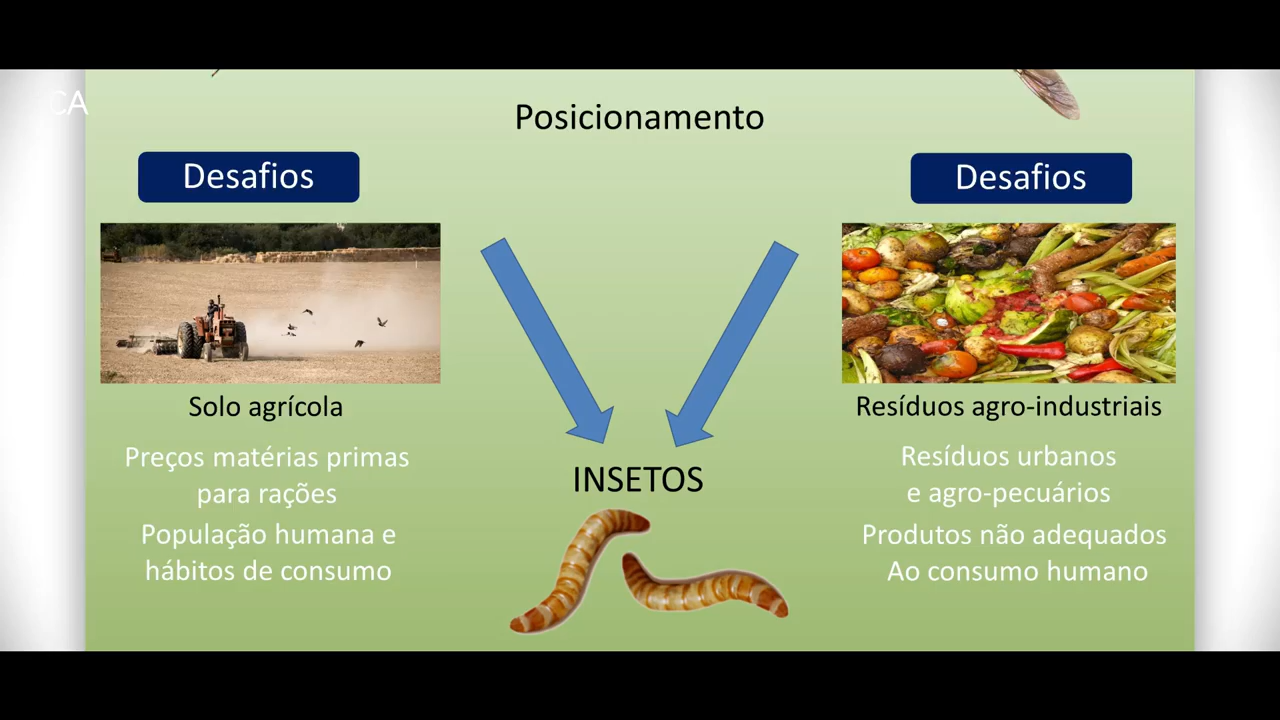 CA
Posicionamento
Desafios
Solo agrícola
Preços matérias primas
para rações
População humana e
hábitos de consumo
INSETOS
Desafios
Resíduos agro-industriais
Resíduos urbanos
e agro-pecuários
Produtos não adequados
Ao consumo humano